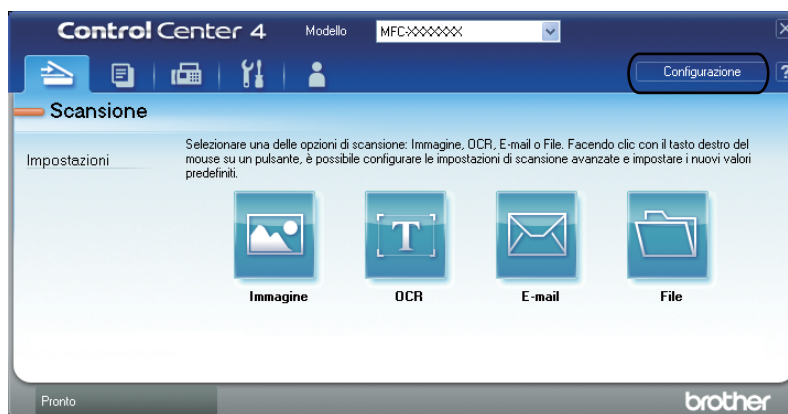 Control Center 4
Modello
MFC-XXXXXX
Configurazione
?
Scansione
Impostazioni
Selezionare una delle opzioni di scansione: Immagine, OCR, E-mail o File. Facendo clic con il tasto destro del
mouse su un pulsante, è possibile configurare le impostazioni di scansione avanzate e impostare i nuovi valori
predefiniti.
T
Immagine
OCR
E-mail
File
Pronto
brother